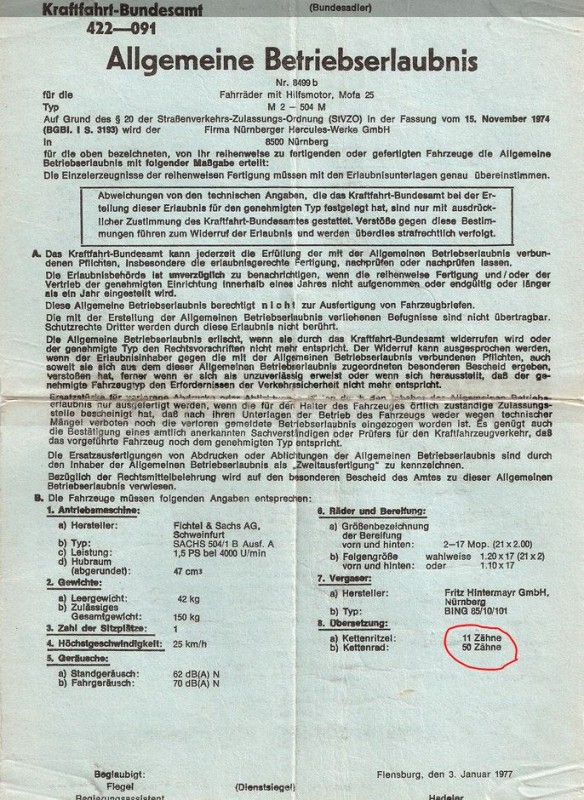 Kraftfahrt-Bundesamt
(Bundesadler)
422—091
Allgemeine Betriebserlaubnis
Nr. 8499 b
für die Fahrräder mit Hilfsmotor, Mofa 25
Typ M 2 – 504 M
Auf Grund des § 20 der Straßenverkehrs-Zulassungs-Ordnung (StVZO) in der Fassung vom 15. November 1974
(BGBl. I S. 3193) wird der Firma Nürnberger Hercules-Werke GmbH
in 8500 Nürnberg
für die oben bezeichneten, von ihr reihenweise zu fertigenden oder gefertigten Fahrzeuge die Allgemeine
Betriebserlaubnis mit folgender Maßgabe erteilt:
Die Einzelerzeugnisse der reihenweisen Fertigung müssen mit den Erlaubnisunterlagen genau übereinstimmen.
Abweichungen von den technischen Angaben, die das Kraftfahrt-Bundesamt bei der Er-
teilung dieser Erlaubnis für den genehmigten Typ festgelegt hat, sind nur mit ausdrück-
licher Zustimmung des Kraftfahrt-Bundesamtes gestattet. Verstöße gegen diese Bestim-
mungen führen zum Widerruf der Erlaubnis und werden überdies strafrechtlich verfolgt.
A. Das Kraftfahrt-Bundesamt kann jederzeit die Erfüllung der mit der Allgemeinen Betriebserlaubnis verbun-
denen Pflichten, insbesondere die erlaubnisgerechte Fertigung, nachprüfen oder nachprüfen lassen.
Die Erlaubnisbehörde ist unverzüglich zu benachrichtigen, wenn die reihenweise Fertigung und/oder der
Vertrieb der genehmigten Einrichtung innerhalb eines Jahres nicht aufgenommen oder endgültig oder länger
als ein Jahr eingestellt wird.
Diese Allgemeine Betriebserlaubnis berechtigt nicht zur Ausfertigung von Fahrzeugbriefen.
Die mit der Erteilung der Allgemeinen Betriebserlaubnis verliehenen Befugnisse sind nicht übertragbar.
Schutzrechte Dritter werden durch diese Erlaubnis nicht berührt.
Die Allgemeine Betriebserlaubnis erlischt, wenn sie durch das Kraftfahrt-Bundesamt widerrufen wird oder
der genehmigte Typ den Rechtsvorschriften nicht mehr entspricht. Der Widerruf kann ausgesprochen werden,
wenn der Erlaubnisinhaber gegen die mit der Allgemeinen Betriebserlaubnis verbundenen Pflichten, auch
soweit sie sich aus dem dieser Allgemeinen Betriebserlaubnis zugeordneten besonderen Bescheid ergeben,
verstoßen hat, ferner wenn er sich als unzuverlässig erweist oder wenn sich herausstellt, daß der ge-
nehmigte Fahrzeugtyp den Erfordernissen der Verkehrssicherheit nicht mehr entspricht.
Ersatzstücke für verlorene Abdrucke oder
erlaubnis nur ausgefertigt werden, wenn die für den Halter des Fahrzeuges örtlich zuständige Zulassungs-
stelle bescheinigt hat, daß nach ihren Unterlagen der Betrieb des Fahrzeugs weder wegen technischer
Mängel verboten noch die verloren gemeldete Betriebserlaubnis eingezogen worden ist. Es genügt auch
die Bestätigung eines amtlich anerkannten Sachverständigen oder Prüfers für den Kraftfahrzeugverkehr, daß
das vorgeführte Fahrzeug noch dem genehmigten Typ entspricht.
Die Ersatzausfertigungen von Abdrucken oder Ablichtungen der Allgemeinen Betriebserlaubnis sind durch
den Inhaber der Allgemeinen Betriebserlaubnis als „Zweitausfertigung" zu kennzeichnen.
Bezüglich der Rechtsmittelbelehrung wird auf den besonderen Bescheid des Amtes zu dieser Allgemeinen
Betriebserlaubnis verwiesen.
B. Die Fahrzeuge müssen folgenden Angaben entsprechen:
1. Antriebsmaschine:
a) Hersteller: Fichtel & Sachs AG,
Schweinfurt
b) Typ: SACHS 504/1 B Ausf. A
c) Leistung: 1,5 PS bei 4000 U/min
d) Hubraum
(abgerundet): 47 cm³
2. Gewichte:
a) Leergewicht: 42 kg
b) Zulässiges
Gesamtgewicht: 150 kg
3. Zahl der Sitzplätze: 1
4. Höchstgeschwindigkeit: 25 km/h
5. Geräusche:
a) Standgeräusch: 62 dB(A) N
b) Fahrgeräusch: 70 dB(A) N
6. Räder und Bereifung:
a) Größenbezeichnung
der Bereifung
vorn und hinten: 2–17 Mop. (21 x 2.00)
b) Felgengröße wahlweise 1.20 x 17 (21 x 2)
vorn und hinten: oder 1.10 x 17
7. Vergaser:
a) Hersteller: Fritz Hintermayr GmbH.
Nürnberg
b) Typ: BING 85/10/101
8. Übersetzung:
a) Kettenritzel: 11 Zähne
b) Kettenrad: 50 Zähne
Beglaubigt:
Flensburg, den 3. Januar 1977
Fiegel
(Dienstsiegel)
Hadeler
Regierungsassistent